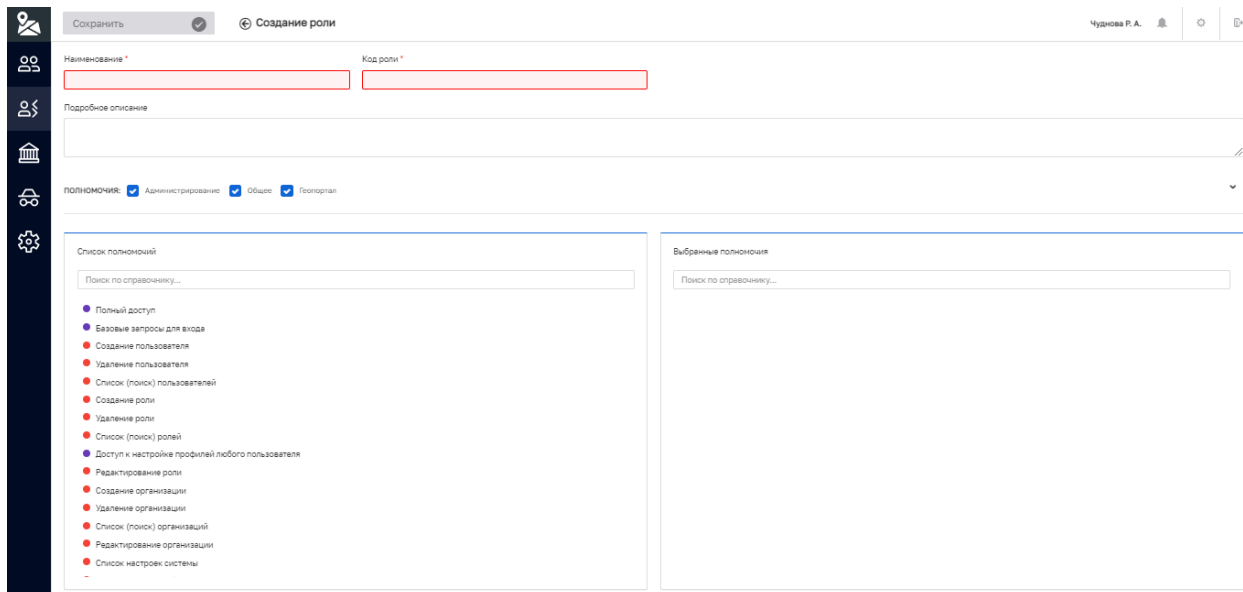 Сохранить Создание роли Чуднова Р. А.
Наименование * Код роли *
Подробное описание
ПОЛНОМОЧИЯ: Администрирование Общее Геопортал
Список полномочий Выбранные полномочия
Поиск по справочнику... Поиск по справочнику...
Полный доступ
Базовые запросы для входа
Создание пользователя
Удаление пользователя
Список (поиск) пользователей
Создание роли
Удаление роли
Список (поиск) ролей
Доступ к настройке профилей любого пользователя
Редактирование роли
Создание организации
Удаление организации
Список (поиск) организаций
Редактирование организации
Список настроек системы